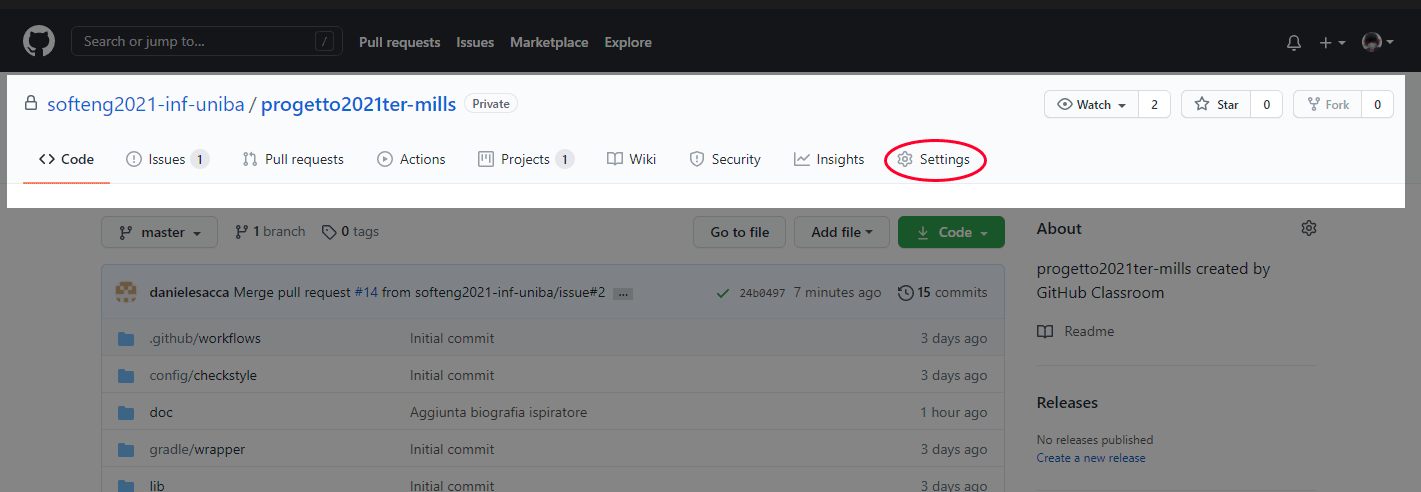 Search or jump to... / Pull requests Issues Marketplace Explore
softeng2021-inf-uniba / progetto2021ter-mills Private Watch 2 Star 0 Fork 0
Code Issues 1 Pull requests Actions Projects 1 Wiki Security Insights Settings
master 1 branch 0 tags Go to file Add file Code About
danielesacca Merge pull request #14 from softeng2021-inf-uniba/issue#2 ... 24b0497 7 minutes ago 15 commits
progetto2021ter-mills created by
GitHub Classroom
Readme
.github/workflows Initial commit 3 days ago
config/checkstyle Initial commit 3 days ago
doc Aggiunta biografia ispiratore 1 hour ago
gradle/wrapper Initial commit 3 days ago
lib Initial commit 3 days ago
Releases
No releases published
Create a new release